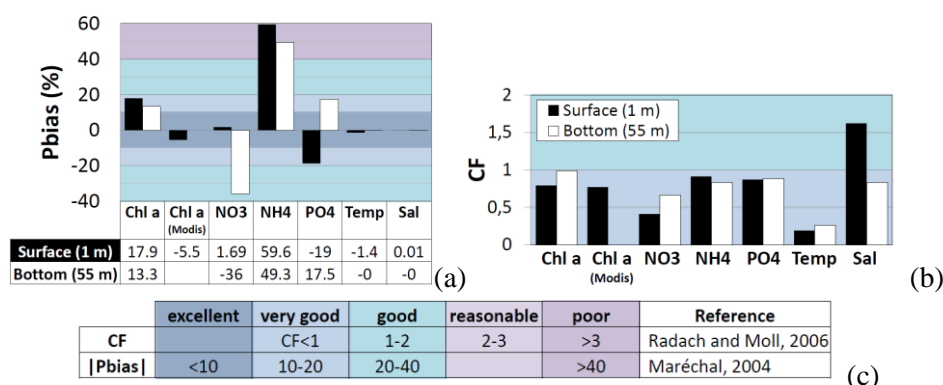 60
40
20
0
-20
-40
Pbias (%)
Chl a Chl a (Modis) NO3 NH4 PO4 Temp Sal
Surface (1 m) 17.9 -5.5 1.69 59.6 -19 -1.4 0.01
Bottom (55 m) 13.3 -36 49.3 17.5 -0 -0
(a)
2
1,5
1
0,5
0
CF
Surface (1 m)
Bottom (55 m)
Chl a Chl a (Modis) NO3 NH4 PO4 Temp Sal
(b)
excellent very good good reasonable poor Reference
CF CF<1 1-2 2-3 >3 Radach and Moll, 2006
|Pbias| <10 10-20 20-40 >40 Maréchal, 2004
(c)